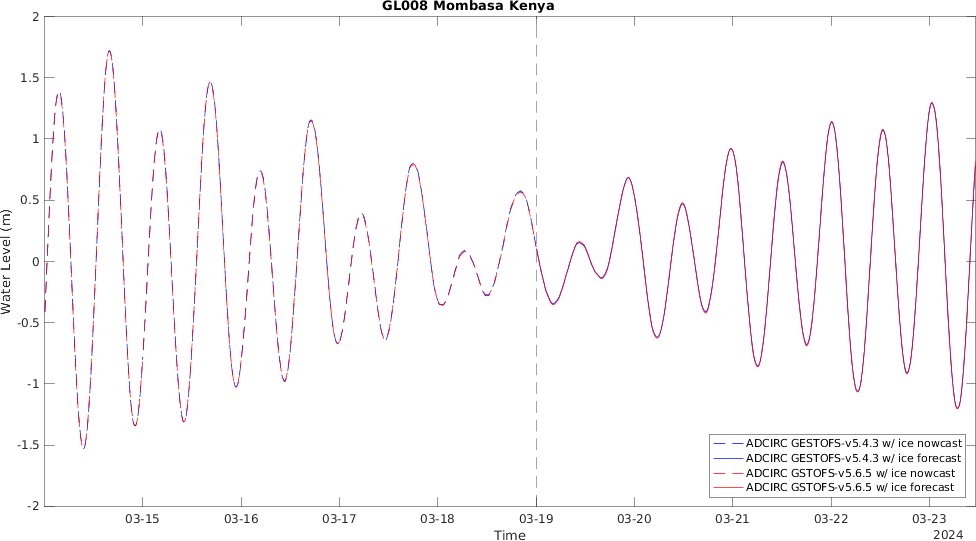 GL008 Mombasa Kenya
2
1.5
1
0.5
0
-0.5
-1
-1.5
-2
Water Level (m)
ADCIRC GESTOFS-v5.4.3 w/ ice nowcast
ADCIRC GESTOFS-v5.4.3 w/ ice forecast
ADCIRC GSTOFS-v5.6.5 w/ ice nowcast
ADCIRC GSTOFS-v5.6.5 w/ ice forecast
03-15 03-16 03-17 03-18 03-19 03-20 03-21 03-22 03-23
Time 2024